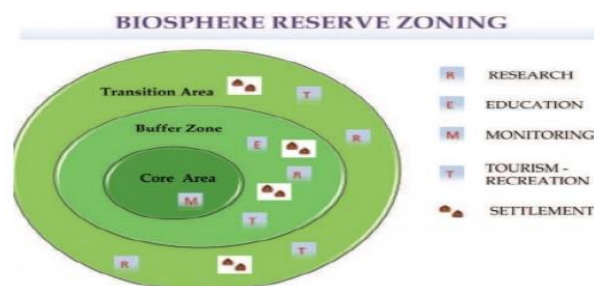 BIOSPHERE RESERVE ZONING
Transition Area
T
R
RESEARCH
Buffer Zone
E
R
E
EDUCATION
Core Area
R
M
MONITORING
M
T
T
TOURISM -
RECREATION
R
T
SETTLEMENT